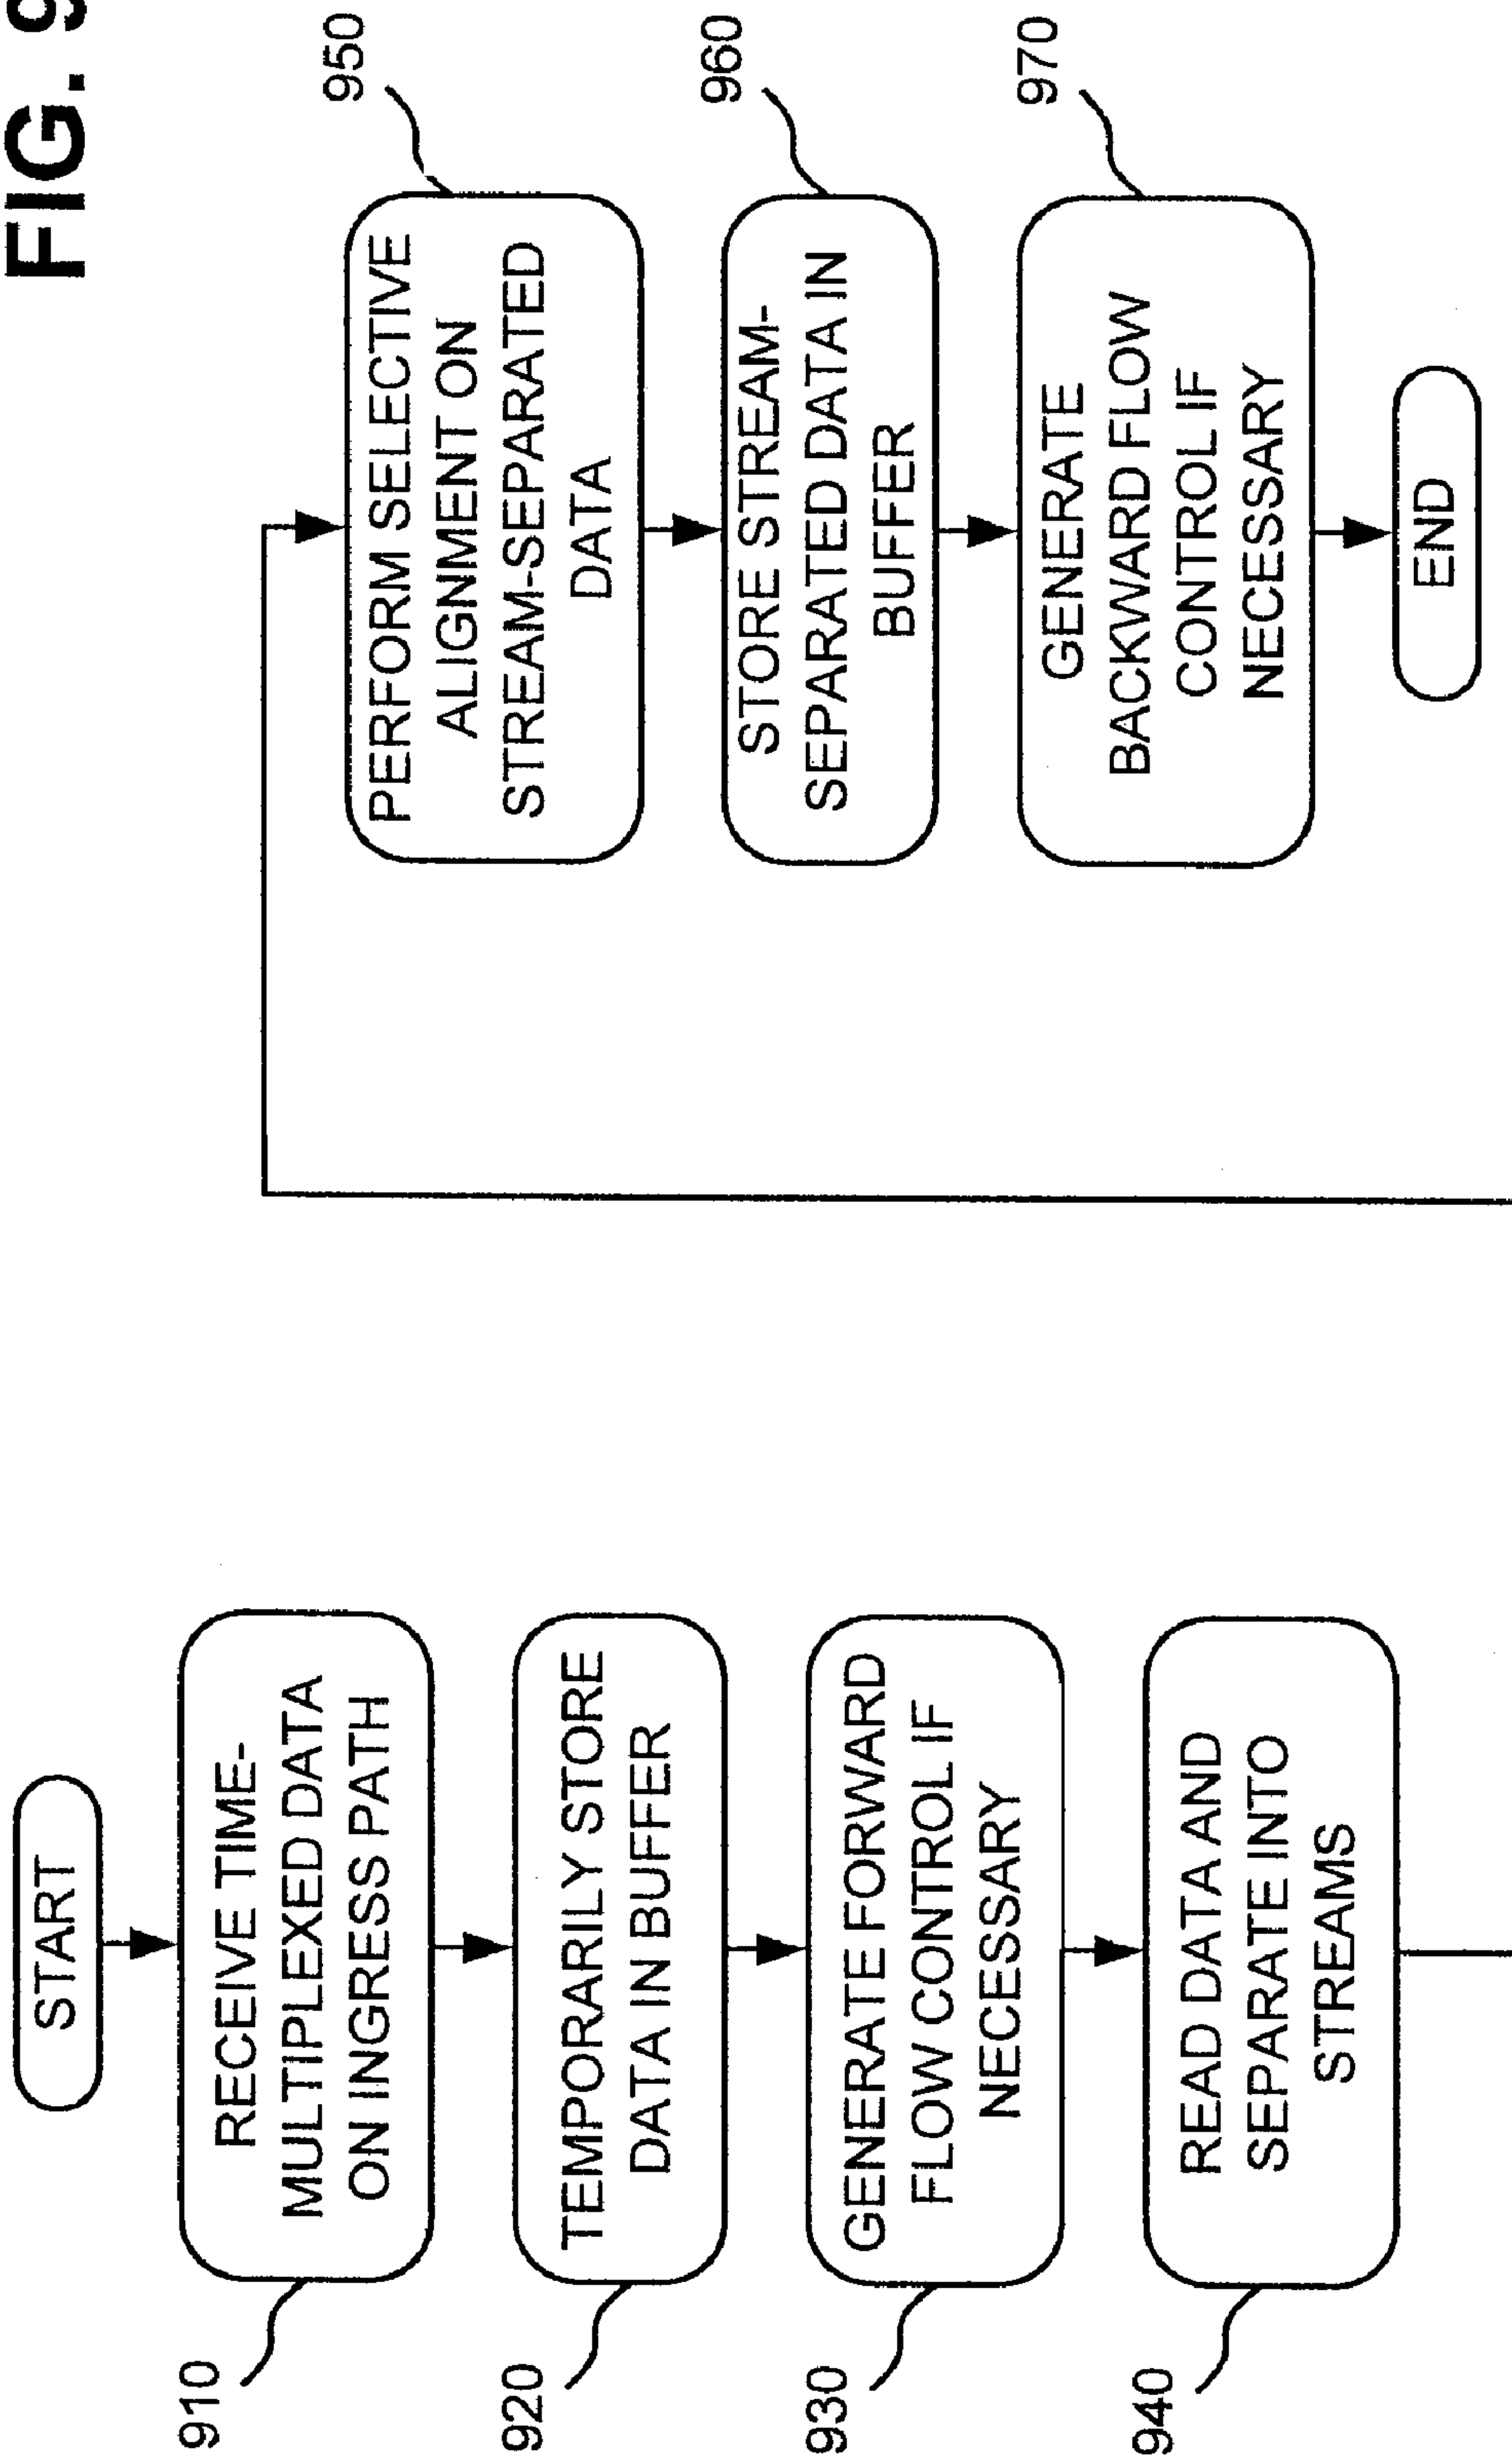 FIG. 9
START
910
RECEIVE TIME-
MULTIPLEXED DATA
ON INGRESS PATH
920
TEMPORARILY STORE
DATA IN BUFFER
930
GENERATE FORWARD
FLOW CONTROL IF
NECESSARY
940
READ DATA AND
SEPARATE INTO
STREAMS
950
PERFORM SELECTIVE
ALIGNMENT ON
STREAM-SEPARATED
DATA
960
STORE STREAM-
SEPARATED DATA IN
BUFFER
970
GENERATE
BACKWARD FLOW
CONTROL IF
NECESSARY
END